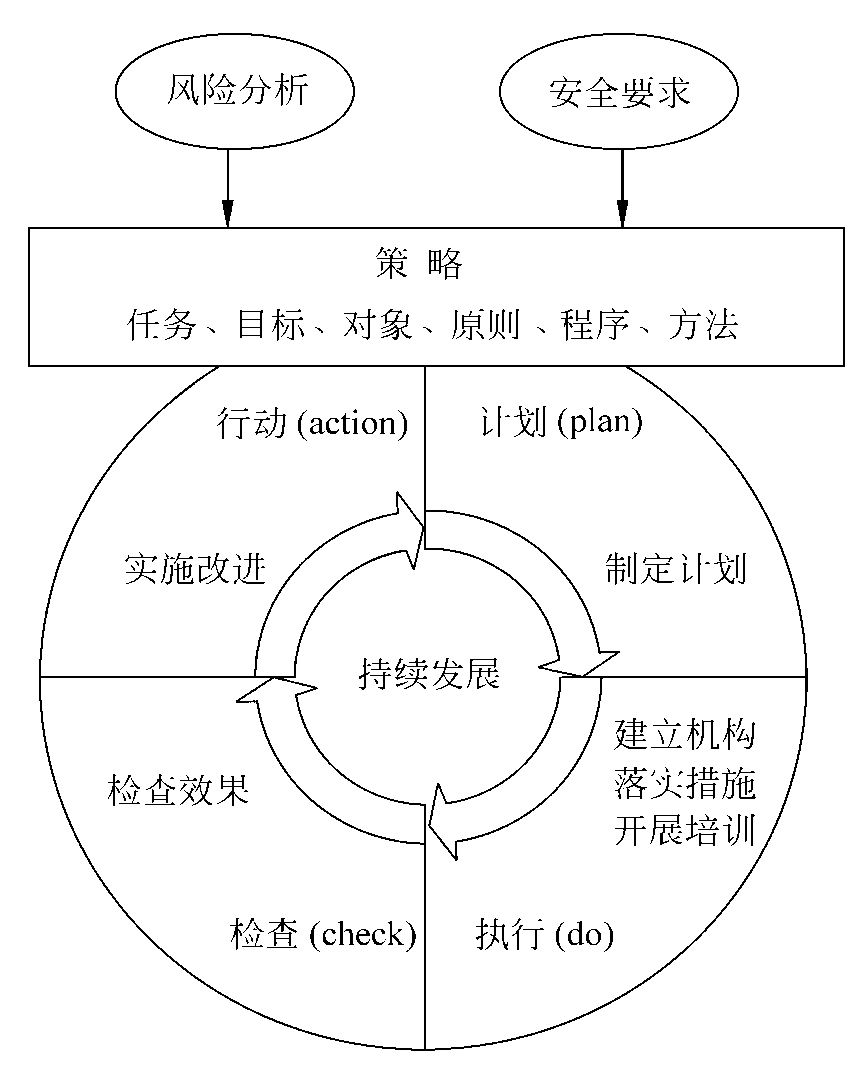 风险分析
安全要求
策 略
任务、目标、对象、原则、程序、方法
行动 (action)
计划 (plan)
实施改进
制定计划
持续发展
建立机构
落实措施
开展培训
检查效果
检查 (check)
执行 (do)